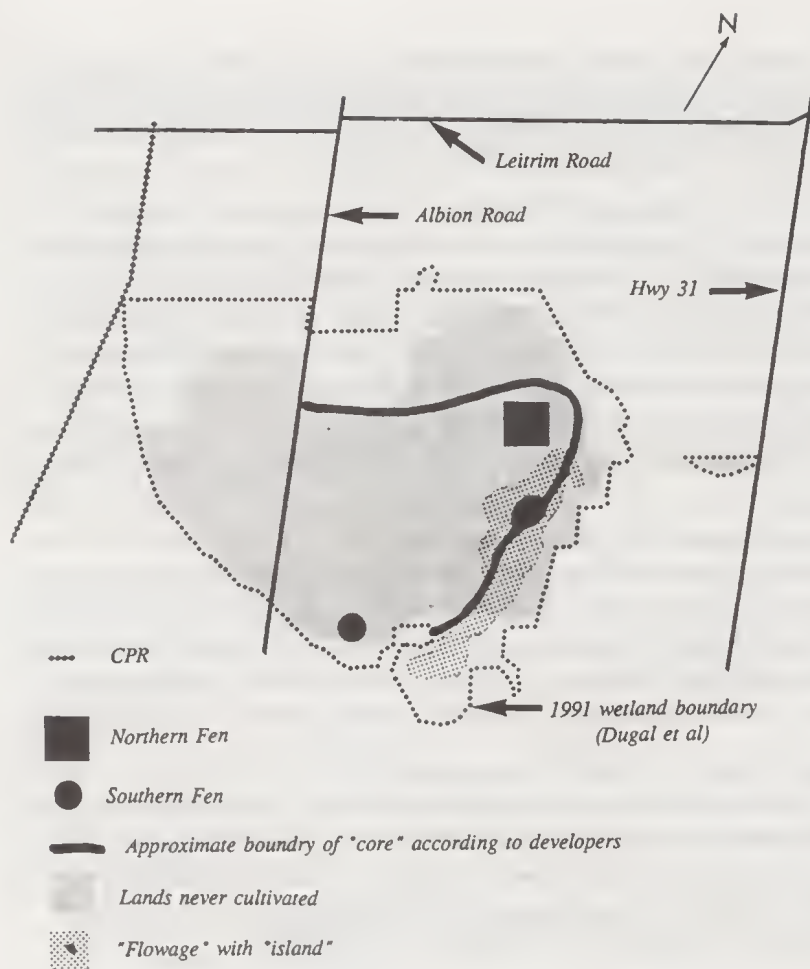 N
Leitrim Road
Albion Road
Hwy 31
CPR
1991 wetland boundary
(Dugal et al)
Northern Fen
Southern Fen
Approximate boundry of "core" according to developers
Lands never cultivated
"Flowage" with "island"